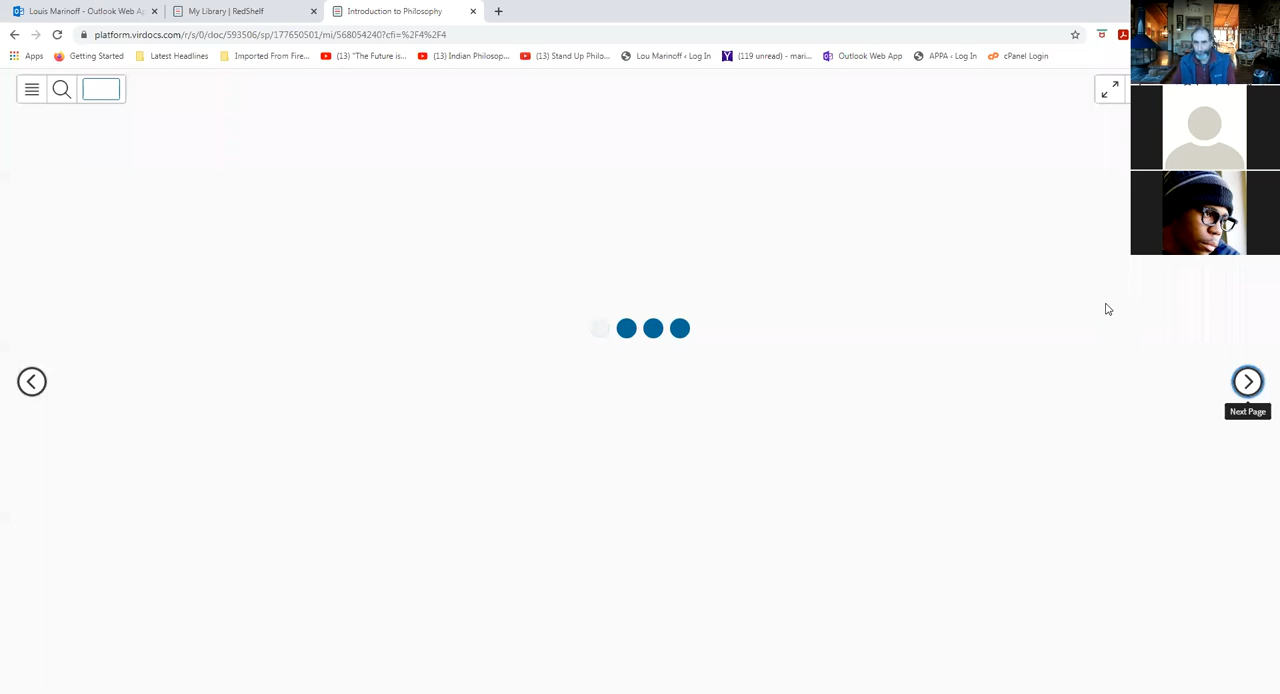 Louis Marinoff - Outlook Web Ap
My Library | RedShelf
Introduction to Philosophy
platform.virdocs.com/r/s/0/doc/593506/sp/177650501/mi/568054240?cfi=%2F4%2F4
Apps
Getting Started
Latest Headlines
Imported From Fire...
(13) "The Future is...
(13) Indian Philosop...
(13) Stand Up Philo...
Lou Marinoff ‹ Log In
(119 unread) - mari...
Outlook Web App
APPA ‹ Log In
cPanel Login
Next Page